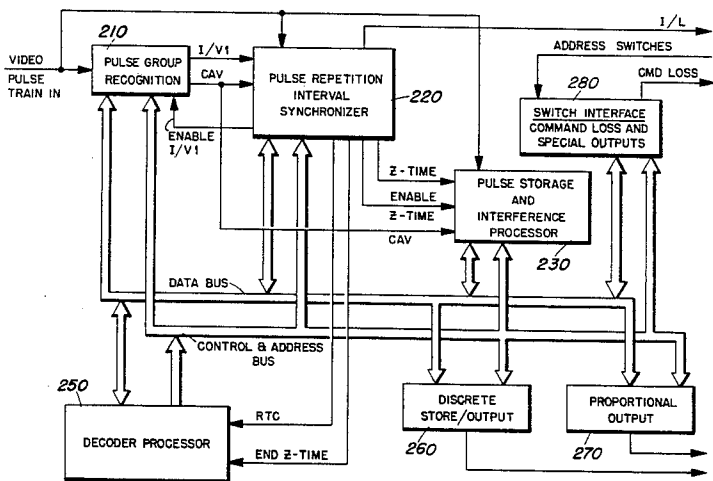 VIDEO
PULSE
TRAIN IN
210
PULSE GROUP
RECOGNITION
I/V1
CAV
ENABLE
I/V1
PULSE REPETITION
INTERVAL
SYNCHRONIZER
220
I/L
ADDRESS SWITCHES
CMD LOSS
280
SWITCH INTERFACE
COMMAND LOSS AND
SPECIAL OUTPUTS
Z-TIME
ENABLE
Z-TIME
CAV
PULSE STORAGE
AND
INTERFERENCE
PROCESSOR
230
DATA BUS
CONTROL & ADDRESS
BUS
250
DECODER PROCESSOR
RTC
END Z-TIME
DISCRETE
STORE/OUTPUT
260
PROPORTIONAL
OUTPUT
270